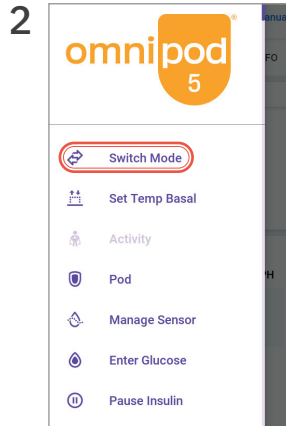 2
omnipod
5
Switch Mode
Set Temp Basal
Activity
Pod
Manage Sensor
Enter Glucose
Pause Insulin